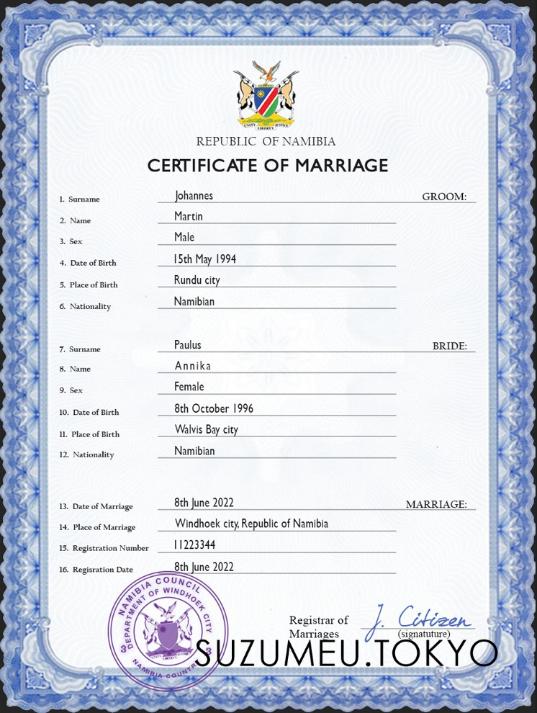 REPUBLIC OF NAMIBIA
CERTIFICATE OF MARRIAGE
1. Surname Johannes GROOM:
2. Name Martin
3. Sex Male
4. Date of Birth 15th May 1994
5. Place of Birth Rundu city
6. Nationality Namibian
7. Surname Paulus BRIDE:
8. Name Annika
9. Sex Female
10. Date of Birth 8th October 1996
11. Place of Birth Walvis Bay city
12. Nationality Namibian
13. Date of Marriage 8th June 2022 MARRIAGE:
14. Place of Marriage Windhoek city, Republic of Namibia
15. Registration Number 11223344
16. Regisration Date 8th June 2022
NAMIBIA COUNCIL
DEPARTMENT OF WINDHOEK CITY
3 3
NAMIBIA COUNTRY
Registrar of
Marriages
J. Citizen
(signatuture)
SUZUMEU.TOKYO